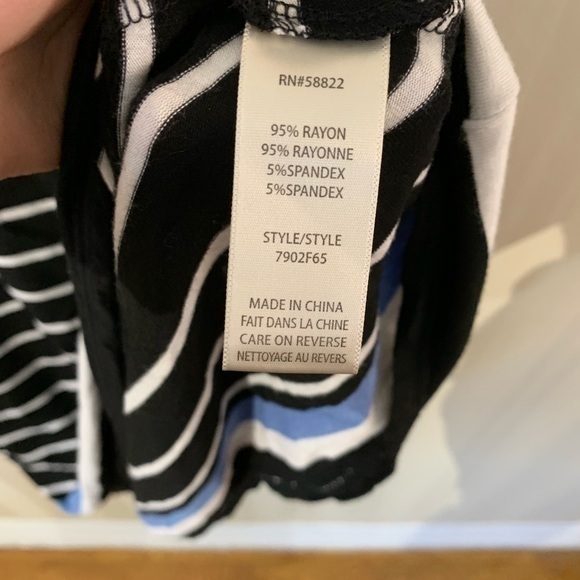 RN#58822
95% RAYON
95% RAYONNE
5%SPANDEX
5%SPANDEX
STYLE/STYLE
7902F65
MADE IN CHINA
FAIT DANS LA CHINE
CARE ON REVERSE
NETTOYAGE AU REVERS